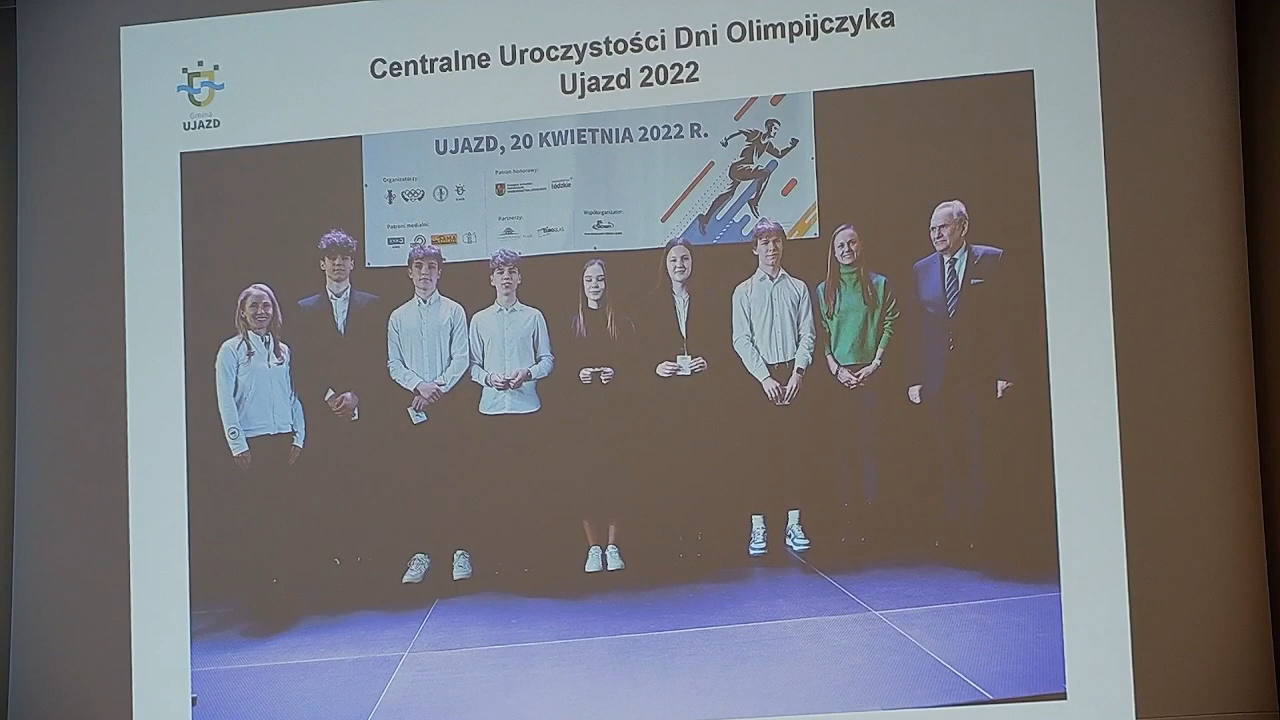 Centralne Uroczystości Dni Olimpijczyka
Ujazd 2022
Gmina
UJAZD
UJAZD, 20 KWIETNIA 2022 R.
Organizatorzy:
Patron honorowy:
łódzkie
Patroni medialni:
Partnerzy:
Współorganizator: